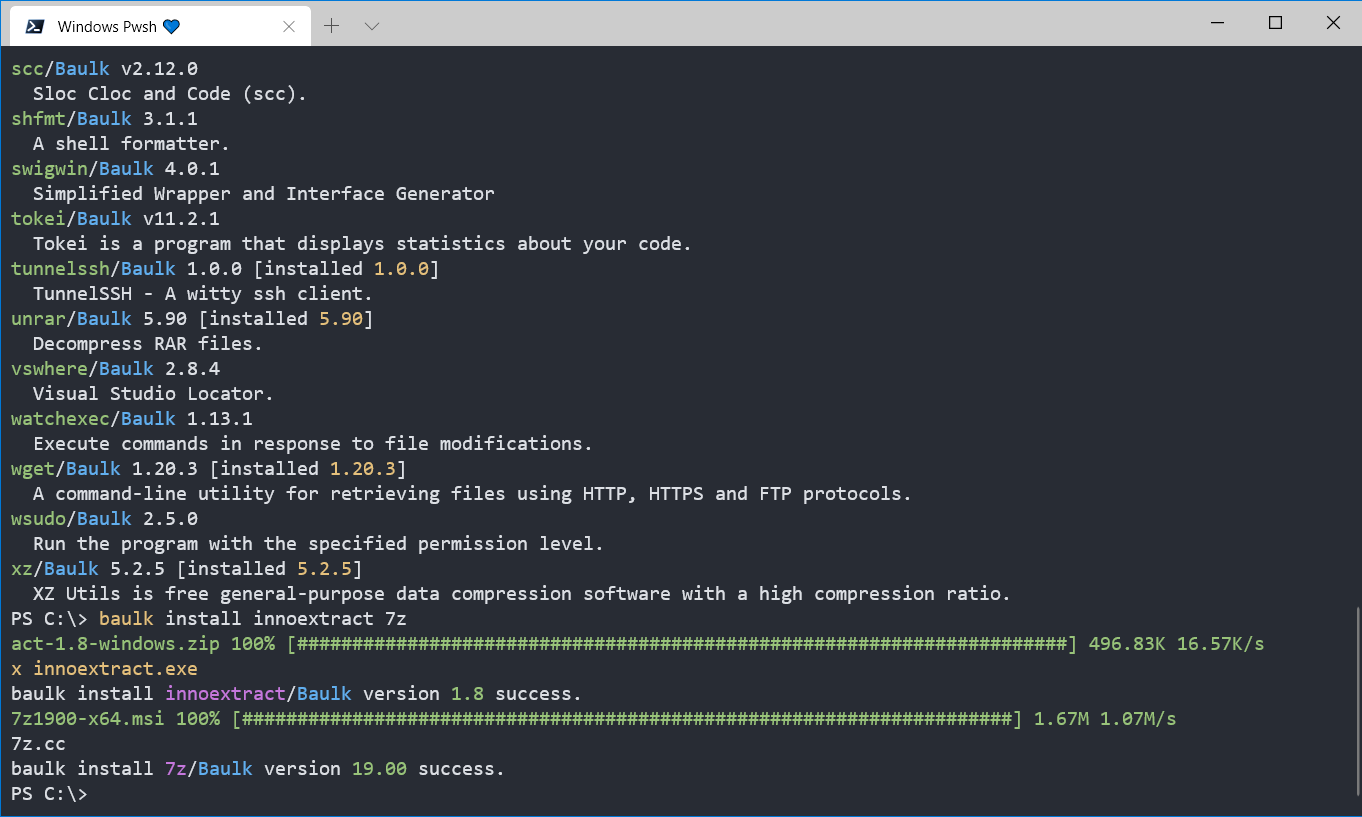 Windows Pwsh 💙
scc/Baulk v2.12.0
  Sloc Cloc and Code (scc).
shfmt/Baulk 3.1.1
  A shell formatter.
swigwin/Baulk 4.0.1
  Simplified Wrapper and Interface Generator
tokei/Baulk v11.2.1
  Tokei is a program that displays statistics about your code.
tunnelssh/Baulk 1.0.0 [installed 1.0.0]
  TunnelSSH - A witty ssh client.
unrar/Baulk 5.90 [installed 5.90]
  Decompress RAR files.
vswhere/Baulk 2.8.4
  Visual Studio Locator.
watchexec/Baulk 1.13.1
  Execute commands in response to file modifications.
wget/Baulk 1.20.3 [installed 1.20.3]
  A command-line utility for retrieving files using HTTP, HTTPS and FTP protocols.
wsudo/Baulk 2.5.0
  Run the program with the specified permission level.
xz/Baulk 5.2.5 [installed 5.2.5]
  XZ Utils is free general-purpose data compression software with a high compression ratio.
PS C:\> baulk install innoextract 7z
act-1.8-windows.zip 100% [######################################################################] 496.83K 16.57K/s
x innoextract.exe
baulk install innoextract/Baulk version 1.8 success.
7z1900-x64.msi 100% [######################################################################] 1.67M 1.07M/s
7z.cc
baulk install 7z/Baulk version 19.00 success.
PS C:\>